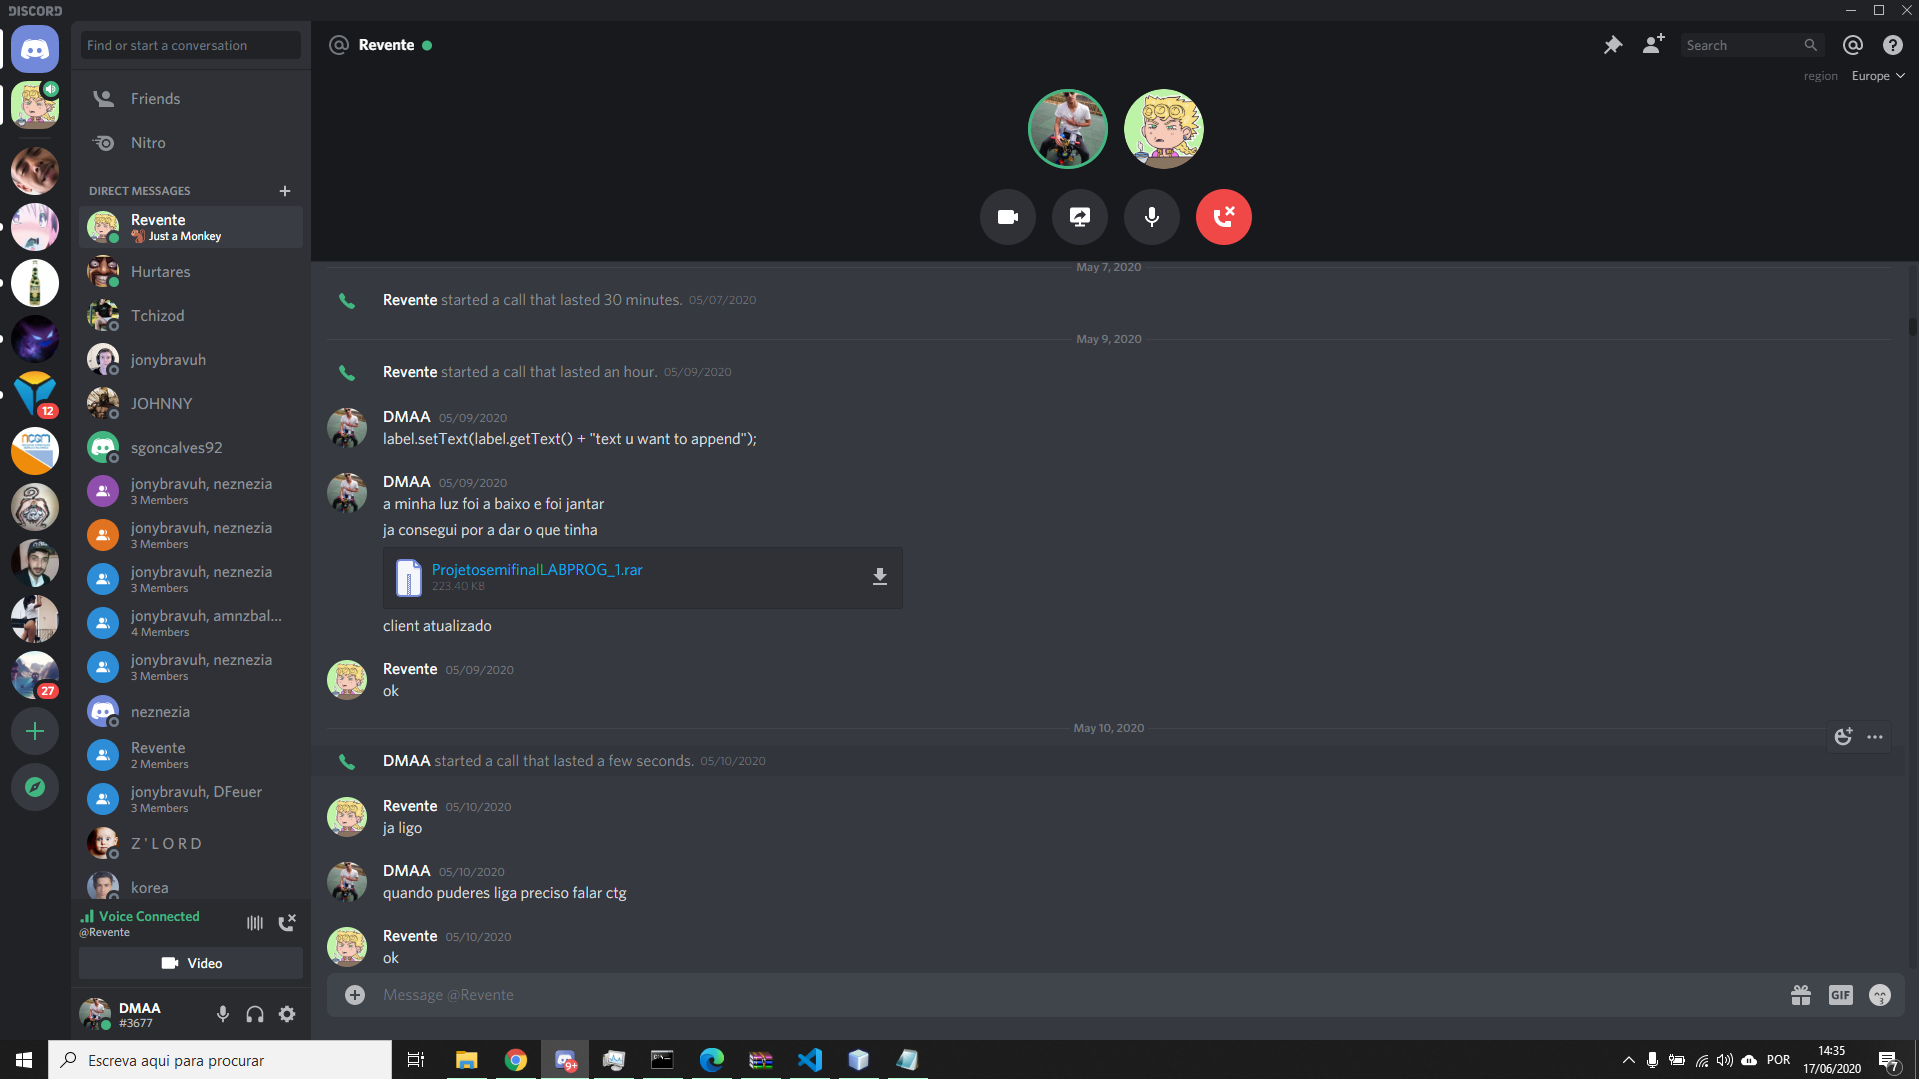 DISCORD
Find or start a conversation
Friends
Nitro
DIRECT MESSAGES
Revente
Just a Monkey
Hurtares
Tchizod
jonybravuh
JOHNNY
sgoncalves92
jonybravuh, neznezia
3 Members
jonybravuh, neznezia
3 Members
jonybravuh, neznezia
3 Members
jonybravuh, amnzbal...
4 Members
jonybravuh, neznezia
3 Members
neznezia
Revente
2 Members
jonybravuh, DFeuer
3 Members
Z ' L O R D
korea
12
ncgm
27
Voice Connected
@Revente
Video
DMAA
#3677
Revente
Search
region Europe
May 7, 2020
Revente started a call that lasted 30 minutes. 05/07/2020
May 9, 2020
Revente started a call that lasted an hour. 05/09/2020
DMAA 05/09/2020
label.setText(label.getText() + "text u want to append");
DMAA 05/09/2020
a minha luz foi a baixo e foi jantar
ja consegui por a dar o que tinha
ProjetosemifinalLABPROG_1.rar
223.40 KB
client atualizado
Revente 05/09/2020
ok
May 10, 2020
DMAA started a call that lasted a few seconds. 05/10/2020
Revente 05/10/2020
ja ligo
DMAA 05/10/2020
quando puderes liga preciso falar ctg
Revente 05/10/2020
ok
Message @Revente
GIF
Escreva aqui para procurar
9+
POR
14:35
17/06/2020
7